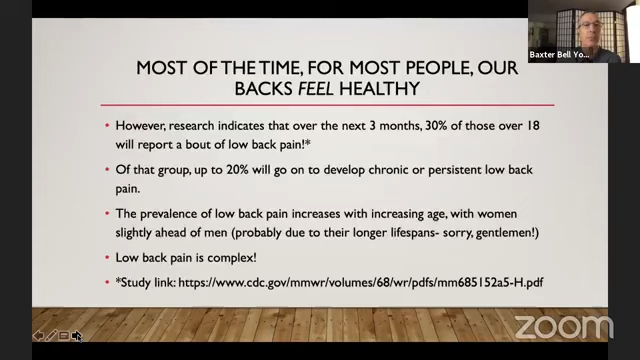 Baxter Bell Yo...
MOST OF THE TIME, FOR MOST PEOPLE, OUR
BACKS FEEL HEALTHY
• However, research indicates that over the next 3 months, 30% of those over 18
will report a bout of low back pain!*
• Of that group, up to 20% will go on to develop chronic or persistent low back
pain.
• The prevalence of low back pain increases with increasing age, with women
slightly ahead of men (probably due to their longer lifespans- sorry, gentlemen!)
• Low back pain is complex!
• *Study link: https://www.cdc.gov/mmwr/volumes/68/wr/pdfs/mm685152a5-H.pdf
zoom